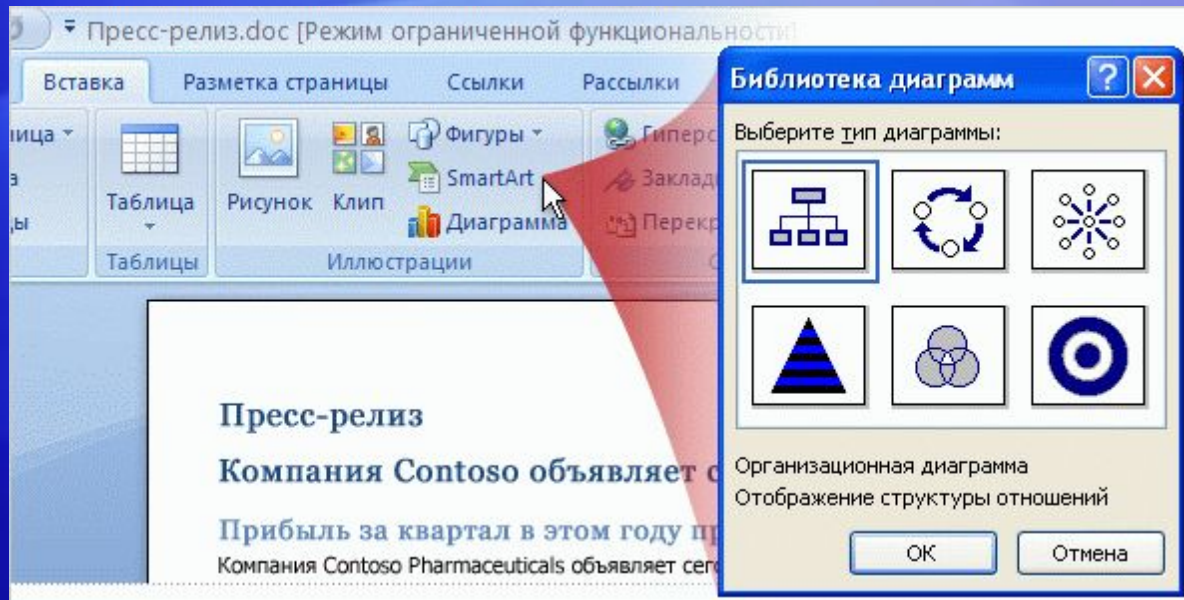 Пресс-релиз.doc [Режим ограниченной функциональности]
Вставка Разметка страницы Ссылки Рассылки
Таблица
Рисунок
Клип
Фигуры
SmartArt
Диаграмма
Таблицы
Иллюстрации
Пресс-релиз
Компания Contoso объявляет
Прибыль за квартал в этом году
Компания Contoso Pharmaceuticals объявляет
Библиотека диаграмм
Выберите тип диаграммы:
Организационная диаграмма
Отображение структуры отношений
ОК Отмена